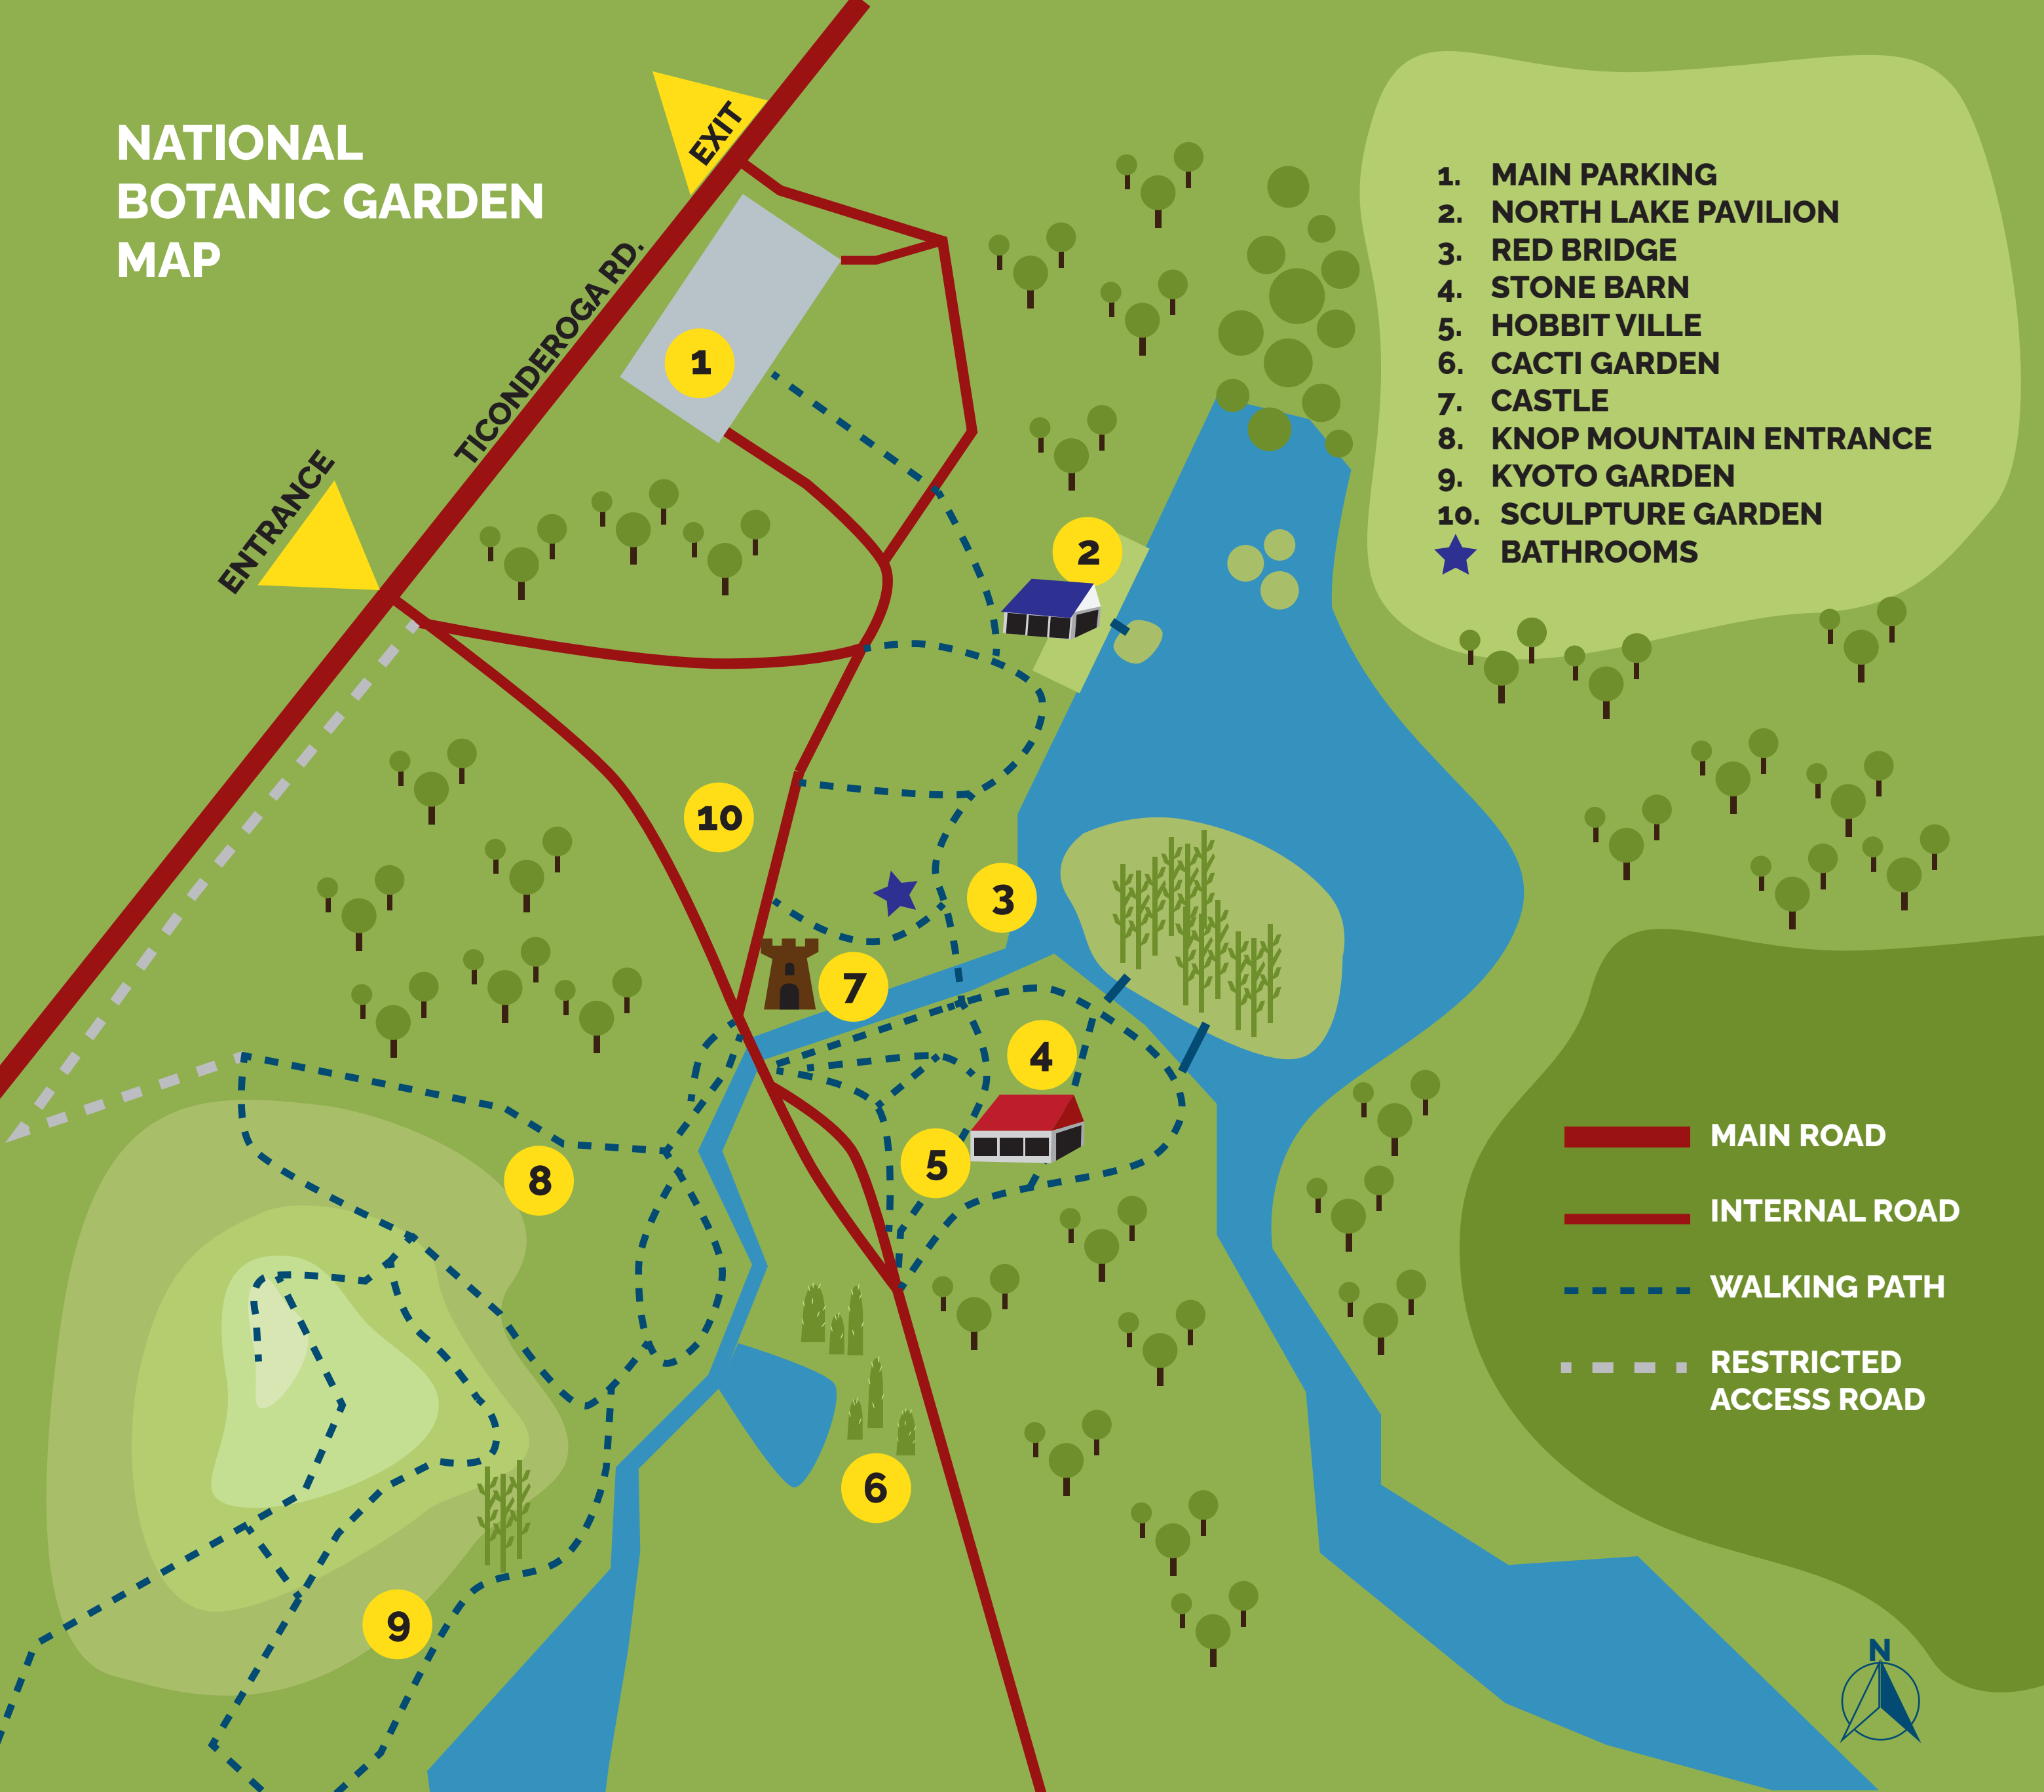 NATIONAL
BOTANIC GARDEN
MAP
EXIT
TICONDEROGA RD.
ENTRANCE
1. MAIN PARKING
2. NORTH LAKE PAVILION
3. RED BRIDGE
4. STONE BARN
5. HOBBIT VILLE
6. CACTI GARDEN
7. CASTLE
8. KNOP MOUNTAIN ENTRANCE
9. KYOTO GARDEN
10. SCULPTURE GARDEN
BATHROOMS
1
2
10
3
7
4
5
8
6
9
MAIN ROAD
INTERNAL ROAD
WALKING PATH
RESTRICTED
ACCESS ROAD
N